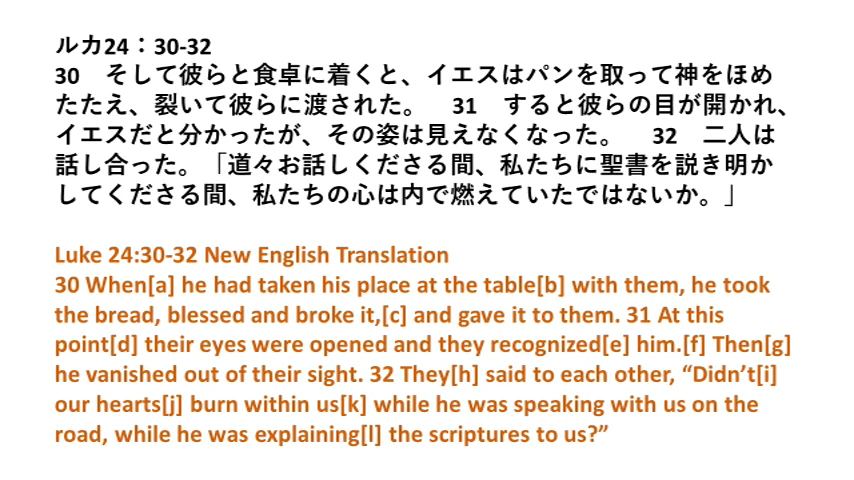 ルカ24：30-32
30　そして彼らと食卓に着くと、イエスはパンを取って神をほめ
たたえ、裂いて彼らに渡された。　31　すると彼らの目が開かれ、
イエスだと分かったが、その姿は見えなくなった。　32　二人は
話し合った。「道々お話しくださる間、私たちに聖書を説き明か
してくださる間、私たちの心は内で燃えていたではないか。」
Luke 24:30-32 New English Translation
30 When[a] he had taken his place at the table[b] with them, he took
the bread, blessed and broke it,[c] and gave it to them. 31 At this
point[d] their eyes were opened and they recognized[e] him.[f] Then[g]
he vanished out of their sight. 32 They[h] said to each other, “Didn’t[i]
our hearts[j] burn within us[k] while he was speaking with us on the
road, while he was explaining[l] the scriptures to us?”